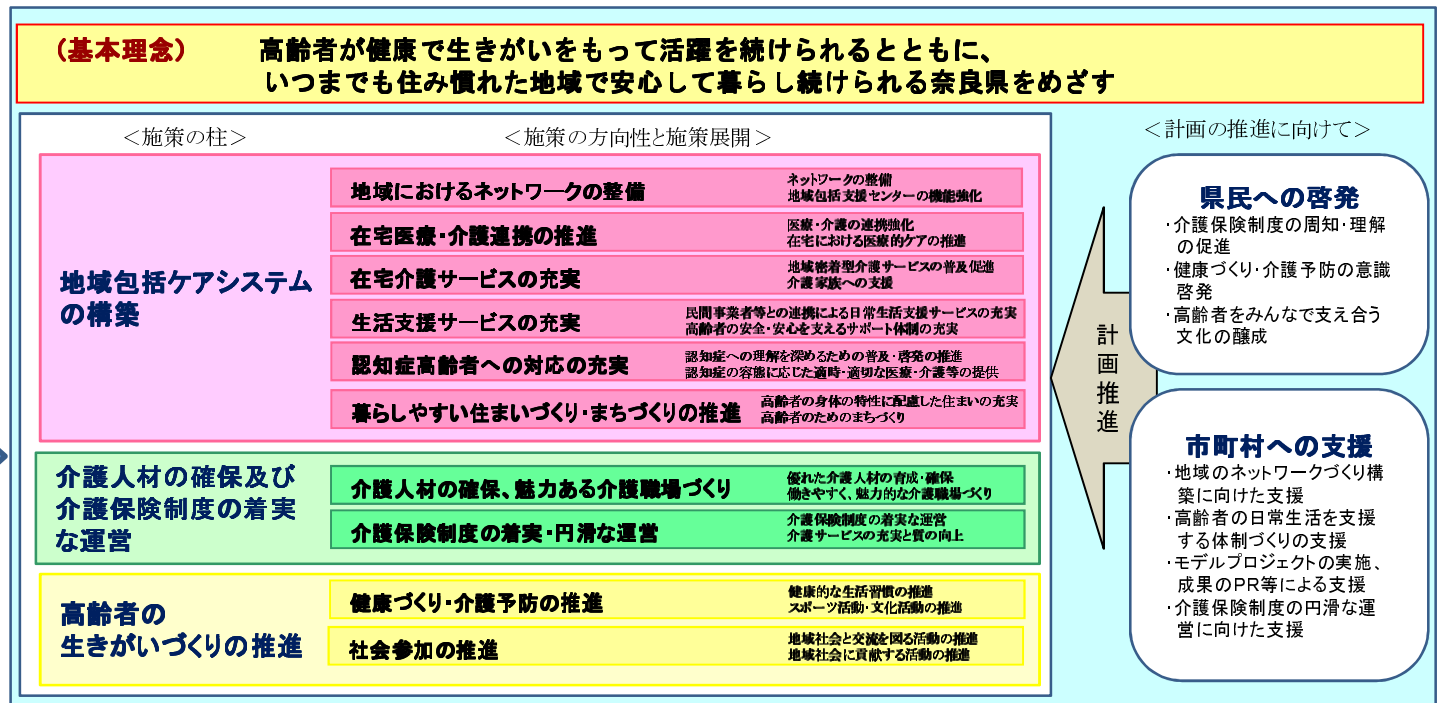 (基本理念) 高齢者が健康で生きがいをもって活躍を続けられるとともに、
いつまでも住み慣れた地域で安心して暮らし続けられる奈良県をめざす
＜施策の柱＞
＜施策の方向性と施策展開＞
地域包括ケアシステム
の構築
地域におけるネットワークの整備
ネットワークの整備
地域包括支援センターの機能強化
在宅医療・介護連携の推進
医療・介護の連携強化
在宅における医療的ケアの推進
在宅介護サービスの充実
地域密着型介護サービスの普及促進
介護家族への支援
生活支援サービスの充実
民間事業者等との連携による日常生活支援サービスの充実
高齢者の安全・安心を支えるサポート体制の充実
認知症高齢者への対応の充実
認知症への理解を深めるための普及・啓発の推進
認知症の容態に応じた適時・適切な医療・介護等の提供
暮らしやすい住まいづくり・まちづくりの推進
高齢者の身体の特性に配慮した住まいの充実
高齢者のためのまちづくり
介護人材の確保及び
介護保険制度の着実
な運営
介護人材の確保、魅力ある介護職場づくり
優れた介護人材の育成・確保
働きやすく、魅力的な介護職場づくり
介護保険制度の着実・円滑な運営
介護保険制度の着実な運営
介護サービスの充実と質の向上
高齢者の
生きがいづくりの推進
健康づくり・介護予防の推進
健康的な生活習慣の推進
スポーツ活動・文化活動の推進
社会参加の推進
地域社会と交流を図る活動の推進
地域社会に貢献する活動の推進
＜計画の推進に向けて＞
計画推進
県民への啓発
・介護保険制度の周知・理解
の促進
・健康づくり・介護予防の意識
啓発
・高齢者をみんなで支え合う
文化の醸成
市町村への支援
・地域のネットワークづくり構
築に向けた支援
・高齢者の日常生活を支援
する体制づくりの支援
・モデルプロジェクトの実施、
成果のPR等による支援
・介護保険制度の円滑な運
営に向けた支援